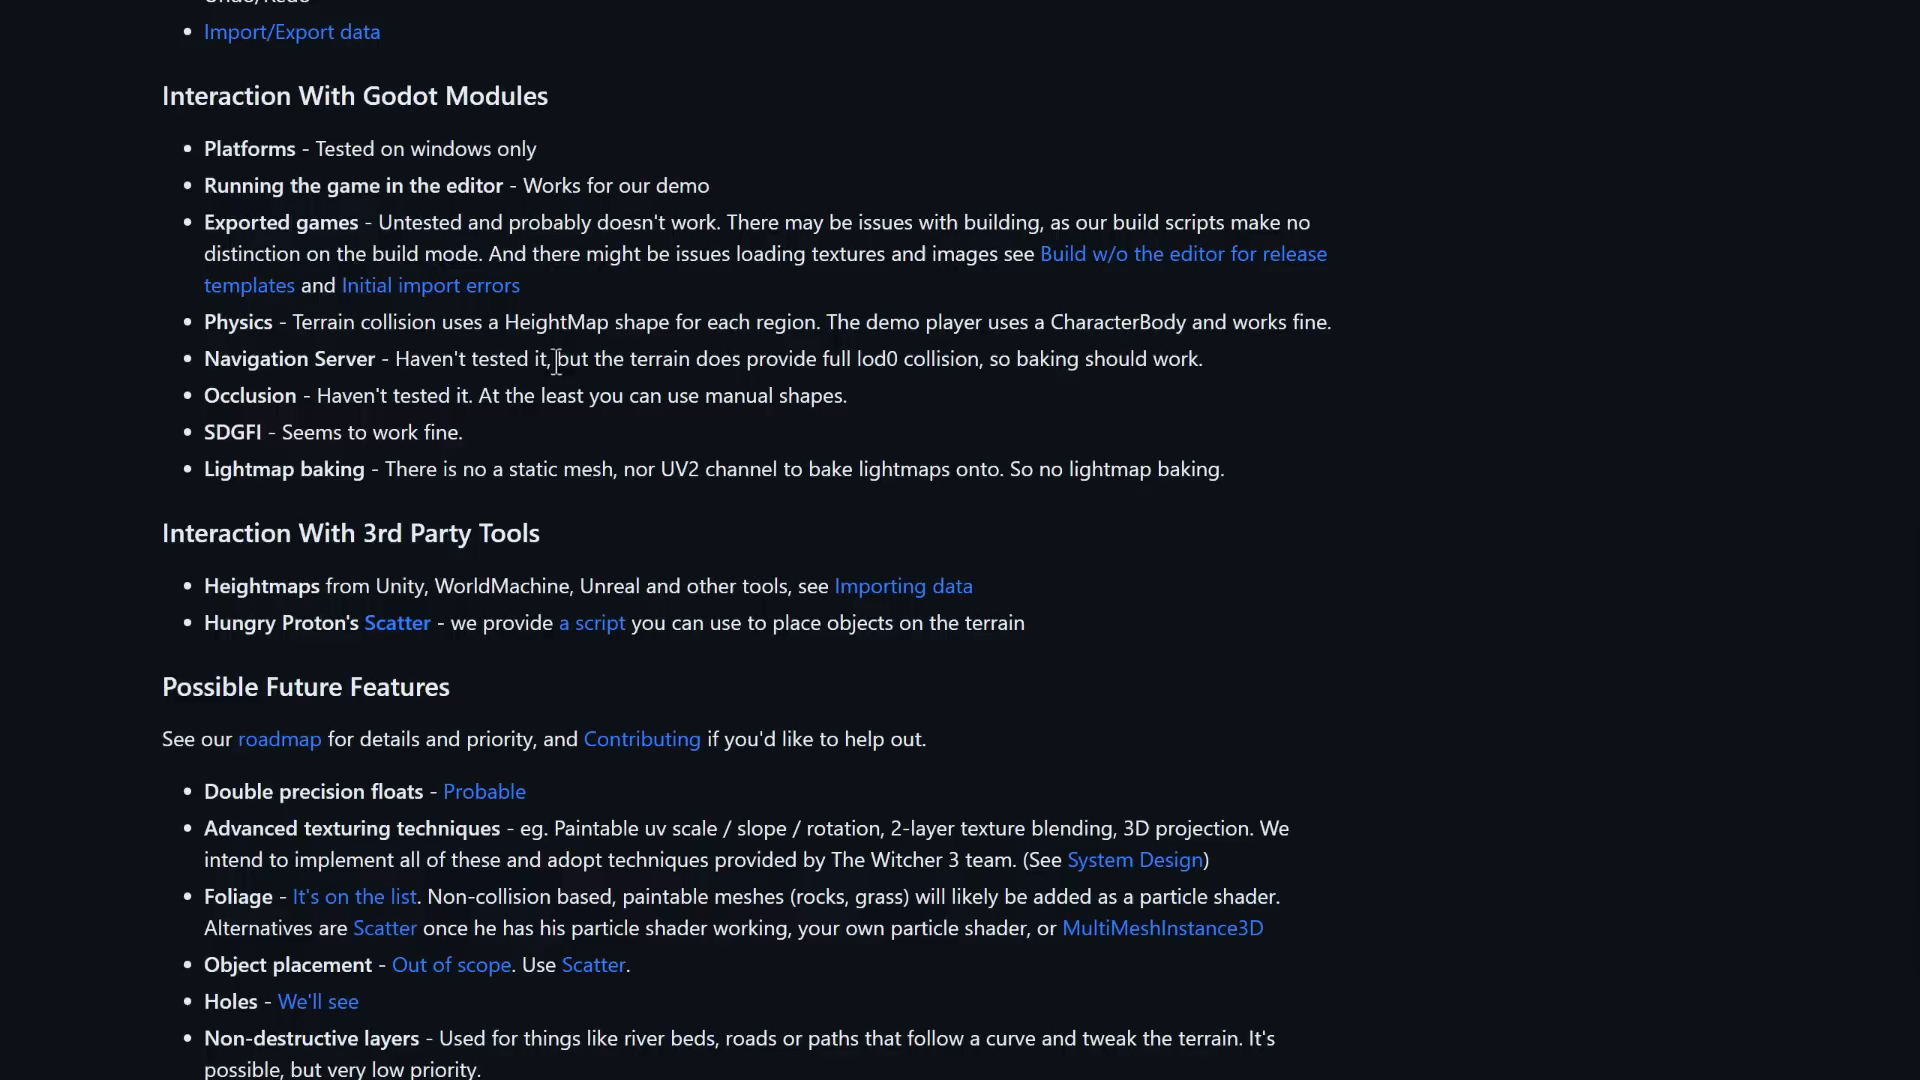 Undo/Redo
Import/Export data
Interaction With Godot Modules
Platforms - Tested on windows only
Running the game in the editor - Works for our demo
Exported games - Untested and probably doesn't work. There may be issues with building, as our build scripts make no
distinction on the build mode. And there might be issues loading textures and images see Build w/o the editor for release
templates and Initial import errors
Physics - Terrain collision uses a HeightMap shape for each region. The demo player uses a CharacterBody and works fine.
Navigation Server - Haven't tested it, but the terrain does provide full lod0 collision, so baking should work.
Occlusion - Haven't tested it. At the least you can use manual shapes.
SDGFI - Seems to work fine.
Lightmap baking - There is no a static mesh, nor UV2 channel to bake lightmaps onto. So no lightmap baking.
Interaction With 3rd Party Tools
Heightmaps from Unity, WorldMachine, Unreal and other tools, see Importing data
Hungry Proton's Scatter - we provide a script you can use to place objects on the terrain
Possible Future Features
See our roadmap for details and priority, and Contributing if you'd like to help out.
Double precision floats - Probable
Advanced texturing techniques - eg. Paintable uv scale / slope / rotation, 2-layer texture blending, 3D projection. We
intend to implement all of these and adopt techniques provided by The Witcher 3 team. (See System Design)
Foliage - It's on the list. Non-collision based, paintable meshes (rocks, grass) will likely be added as a particle shader.
Alternatives are Scatter once he has his particle shader working, your own particle shader, or MultiMeshInstance3D
Object placement - Out of scope. Use Scatter.
Holes - We'll see
Non-destructive layers - Used for things like river beds, roads or paths that follow a curve and tweak the terrain. It's
possible, but very low priority.